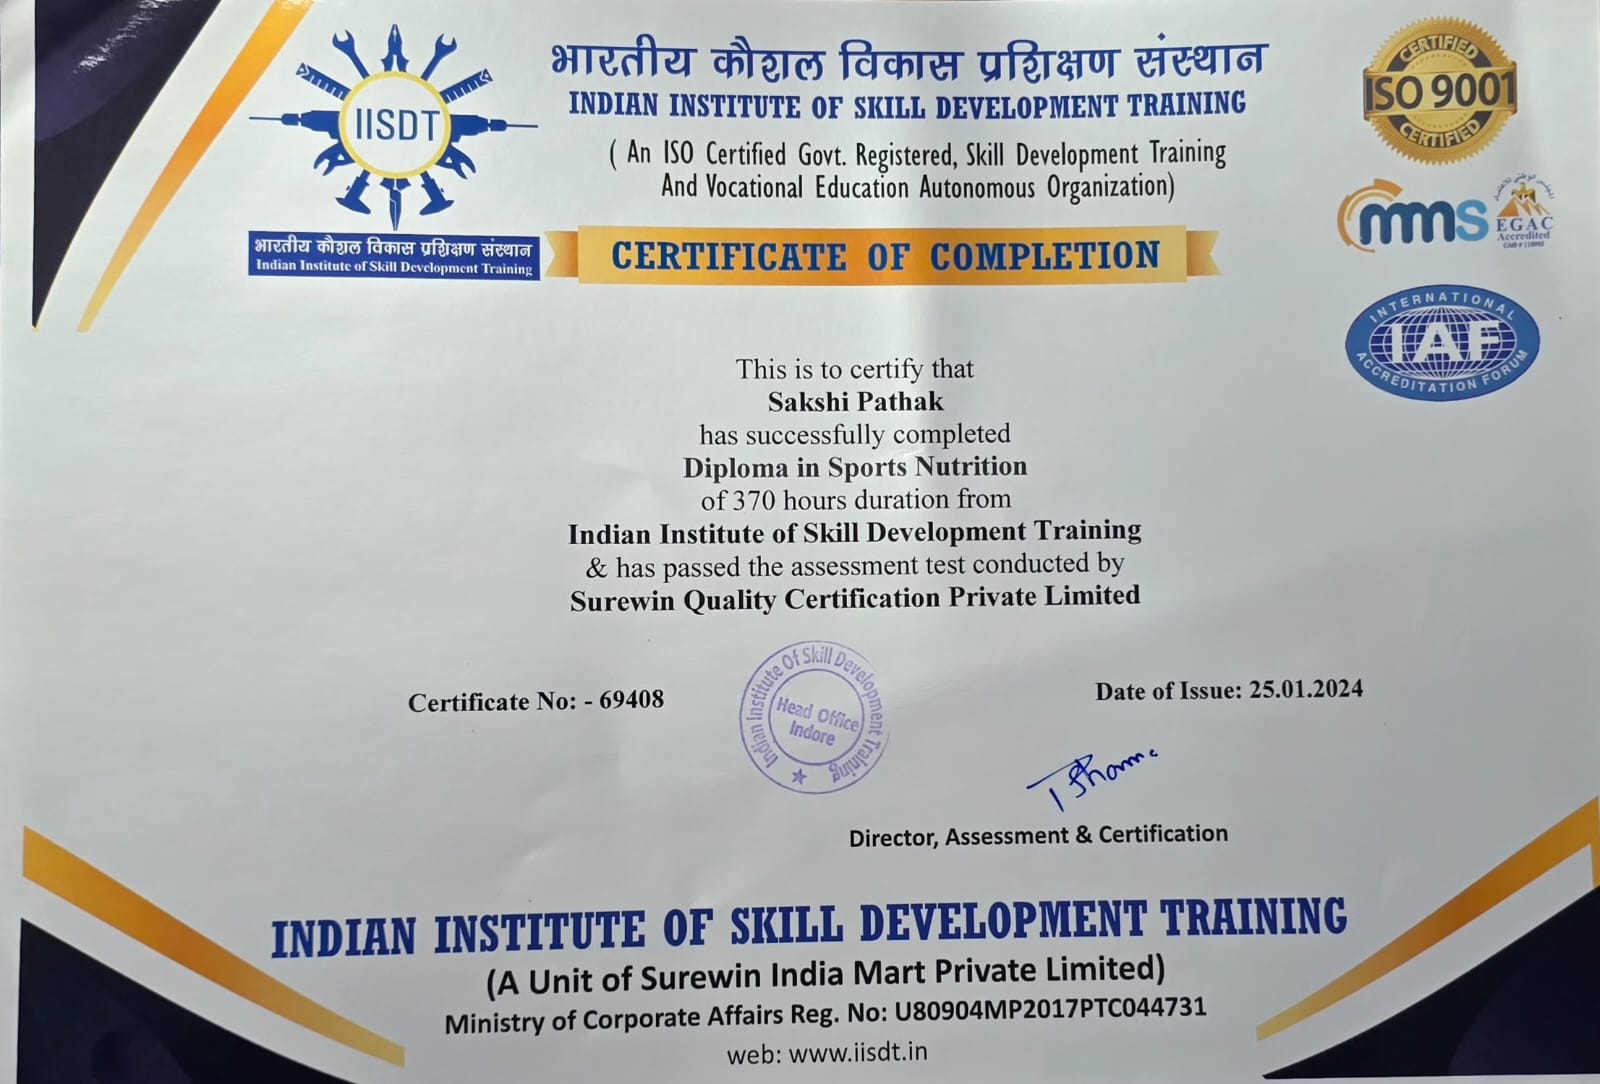 IISDT
भारतीय कौशल विकास प्रशिक्षण संस्थान
Indian Institute of Skill Development Training
भारतीय कौशल विकास प्रशिक्षण संस्थान
INDIAN INSTITUTE OF SKILL DEVELOPMENT TRAINING
( An ISO Certified Govt. Registered, Skill Development Training
And Vocational Education Autonomous Organization)
CERTIFICATE OF COMPLETION
CERTIFIED
ISO 9001
CERTIFIED
mms
EGAC
Accredited
INTERNATIONAL
IAF
ACCREDITATION FORUM
This is to certify that
Sakshi Pathak
has successfully completed
Diploma in Sports Nutrition
of 370 hours duration from
Indian Institute of Skill Development Training
& has passed the assessment test conducted by
Surewin Quality Certification Private Limited
Certificate No: - 69408
Indian Institute Of Skill Development Training
Head Office
Indore
Date of Issue: 25.01.2024
Director, Assessment & Certification
INDIAN INSTITUTE OF SKILL DEVELOPMENT TRAINING
(A Unit of Surewin India Mart Private Limited)
Ministry of Corporate Affairs Reg. No: U80904MP2017PTC044731
web: www.iisdt.in